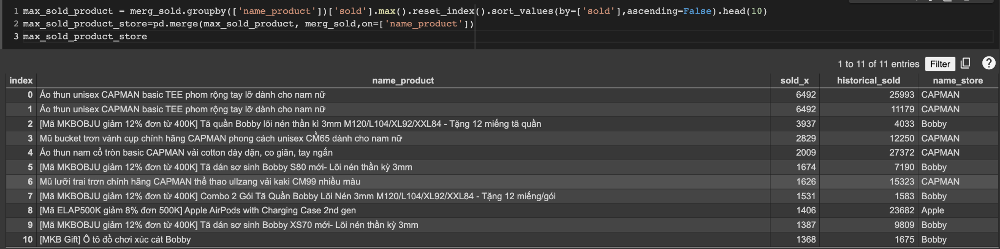 1 max_sold_product = merg_sold.groupby(['name_product'])['sold'].max().reset_index().sort_values(by=['sold'],ascending=False).head(10)
2 max_sold_product_store=pd.merge(max_sold_product, merg_sold,on=['name_product'])
3 max_sold_product_store
1 to 11 of 11 entries Filter ?
index name_product sold_x historical_sold name_store
0 Áo thun unisex CAPMAN basic TEE phom rộng tay lỡ dành cho nam nữ 6492 25993 CAPMAN
1 Áo thun unisex CAPMAN basic TEE phom rộng tay lỡ dành cho nam nữ 6492 11179 CAPMAN
2 [Mã MKBOBJU giảm 12% đơn từ 400K] Tã quần Bobby lõi nén thần kì 3mm M120/L104/XL92/XXL84 - Tặng 12 miếng tã quần 3937 4033 Bobby
3 Mũ bucket trơn vành cụp chính hãng CAPMAN phong cách unisex CM65 dành cho nam nữ 2829 12250 CAPMAN
4 Áo thun nam cổ tròn basic CAPMAN vải cotton dày dặn, co giãn, tay ngắn 2009 27372 CAPMAN
5 [Mã MKBOBJU giảm 12% đơn từ 400K] Tã dán sơ sinh Bobby S80 mới- Lõi nén thần kỳ 3mm 1674 7190 Bobby
6 Mũ lưỡi trai trơn chính hãng CAPMAN thể thao ullzang vải kaki CM99 nhiều màu 1626 15323 CAPMAN
7 [Mã MKBOBJU giảm 12% đơn từ 400K] Combo 2 Gói Tã Quần Bobby Lõi Nén 3mm M120/L104/XL92/XXL84 - Tặng 12 miếng/gói 1531 1583 Bobby
8 [Mã ELAP500K giảm 8% đơn 500K] Apple AirPods with Charging Case 2nd gen 1406 23682 Apple
9 [Mã MKBOBJU giảm 12% đơn từ 400K] Tã dán sơ sinh Bobby XS70 mới- Lõi nén thần kỳ 3mm 1387 9809 Bobby
10 [MKB Gift] Ô tô đồ chơi xúc cát Bobby 1368 1675 Bobby